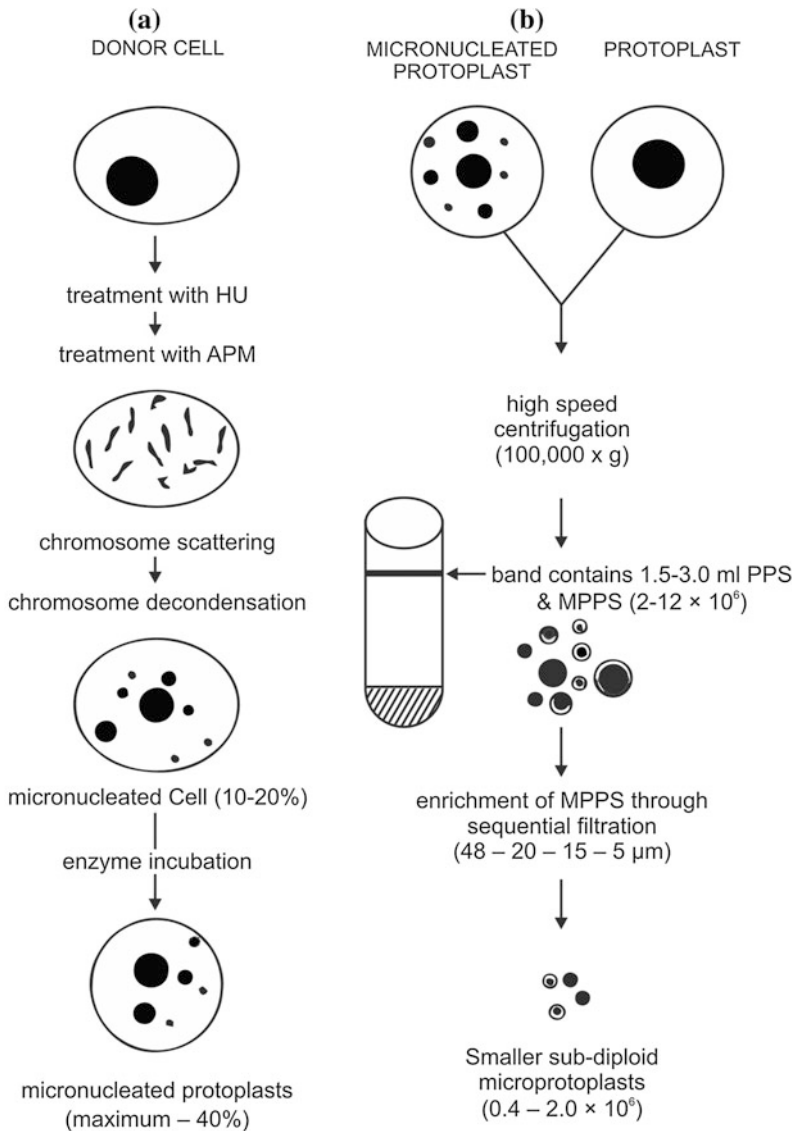 (a)
DONOR CELL
treatment with HU
treatment with APM
chromosome scattering
chromosome decondensation
micronucleated Cell (10-20%)
enzyme incubation
micronucleated protoplasts
(maximum – 40%)
(b)
MICRONUCLEATED
PROTOPLAST
PROTOPLAST
high speed
centrifugation
(100,000 x g)
band contains 1.5-3.0 ml PPS
& MPPS (2-12 × 10⁶)
enrichment of MPPS through
sequential filtration
(48 – 20 – 15 – 5 µm)
Smaller sub-diploid
microprotoplasts
(0.4 – 2.0 × 10⁶)